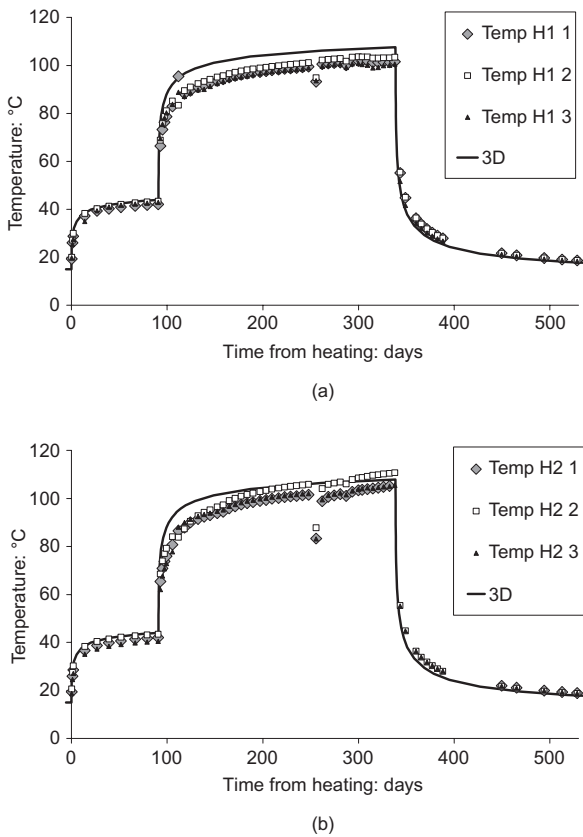 120
100
80
60
40
20
0
Temperature: °C
0
100
200
300
400
500
Time from heating: days
Temp H1 1
Temp H1 2
Temp H1 3
3D
(a)
120
100
80
60
40
20
0
Temperature: °C
0
100
200
300
400
500
Time from heating: days
Temp H2 1
Temp H2 2
Temp H2 3
3D
(b)